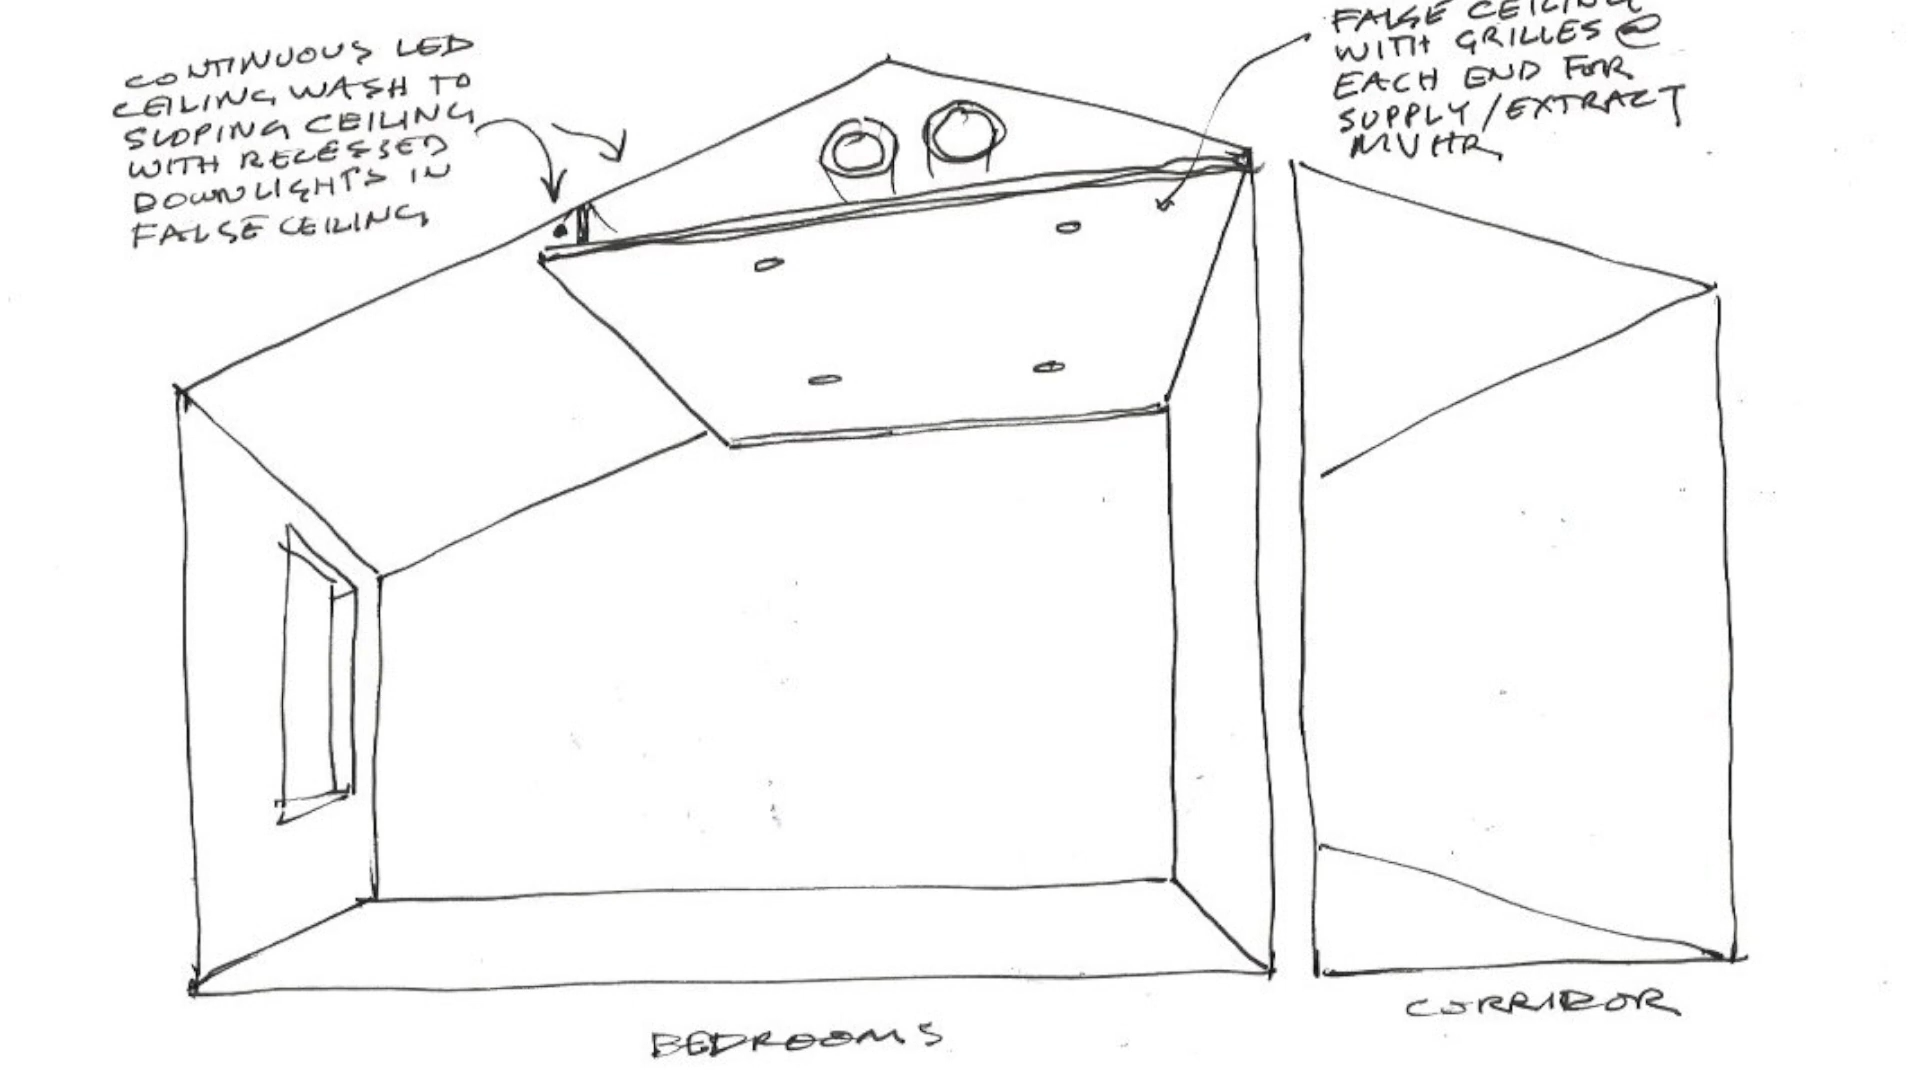 CONTINUOUS LED
CEILING WASH TO
SLOPING CEILING
WITH RECESSED
DOWNLIGHTS IN
FALSE CEILING
FALSE CEILING
WITH GRILLES @
EACH END FOR
SUPPLY/EXTRACT
MVHR
BEDROOMS
CORRIDOR